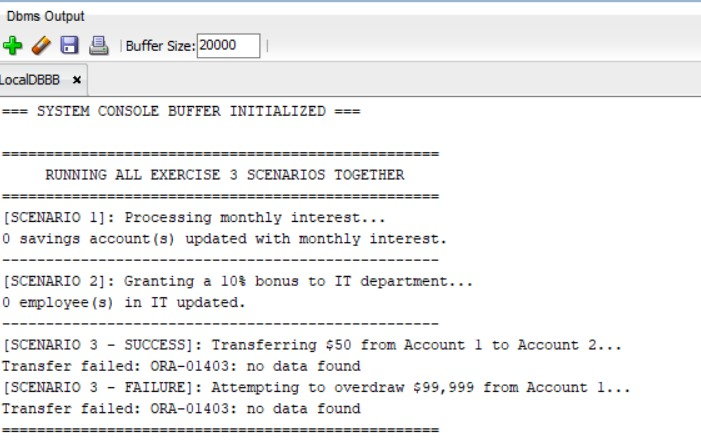 Dbms Output
Buffer Size: 20000
LocalDBBB
=== SYSTEM CONSOLE BUFFER INITIALIZED ===
==================================================
RUNNING ALL EXERCISE 3 SCENARIOS TOGETHER
==================================================
[SCENARIO 1]: Processing monthly interest...
0 savings account(s) updated with monthly interest.
--------------------------------------------------
[SCENARIO 2]: Granting a 10% bonus to IT department...
0 employee(s) in IT updated.
--------------------------------------------------
[SCENARIO 3 - SUCCESS]: Transferring $50 from Account 1 to Account 2...
Transfer failed: ORA-01403: no data found
[SCENARIO 3 - FAILURE]: Attempting to overdraw $99,999 from Account 1...
Transfer failed: ORA-01403: no data found
==================================================